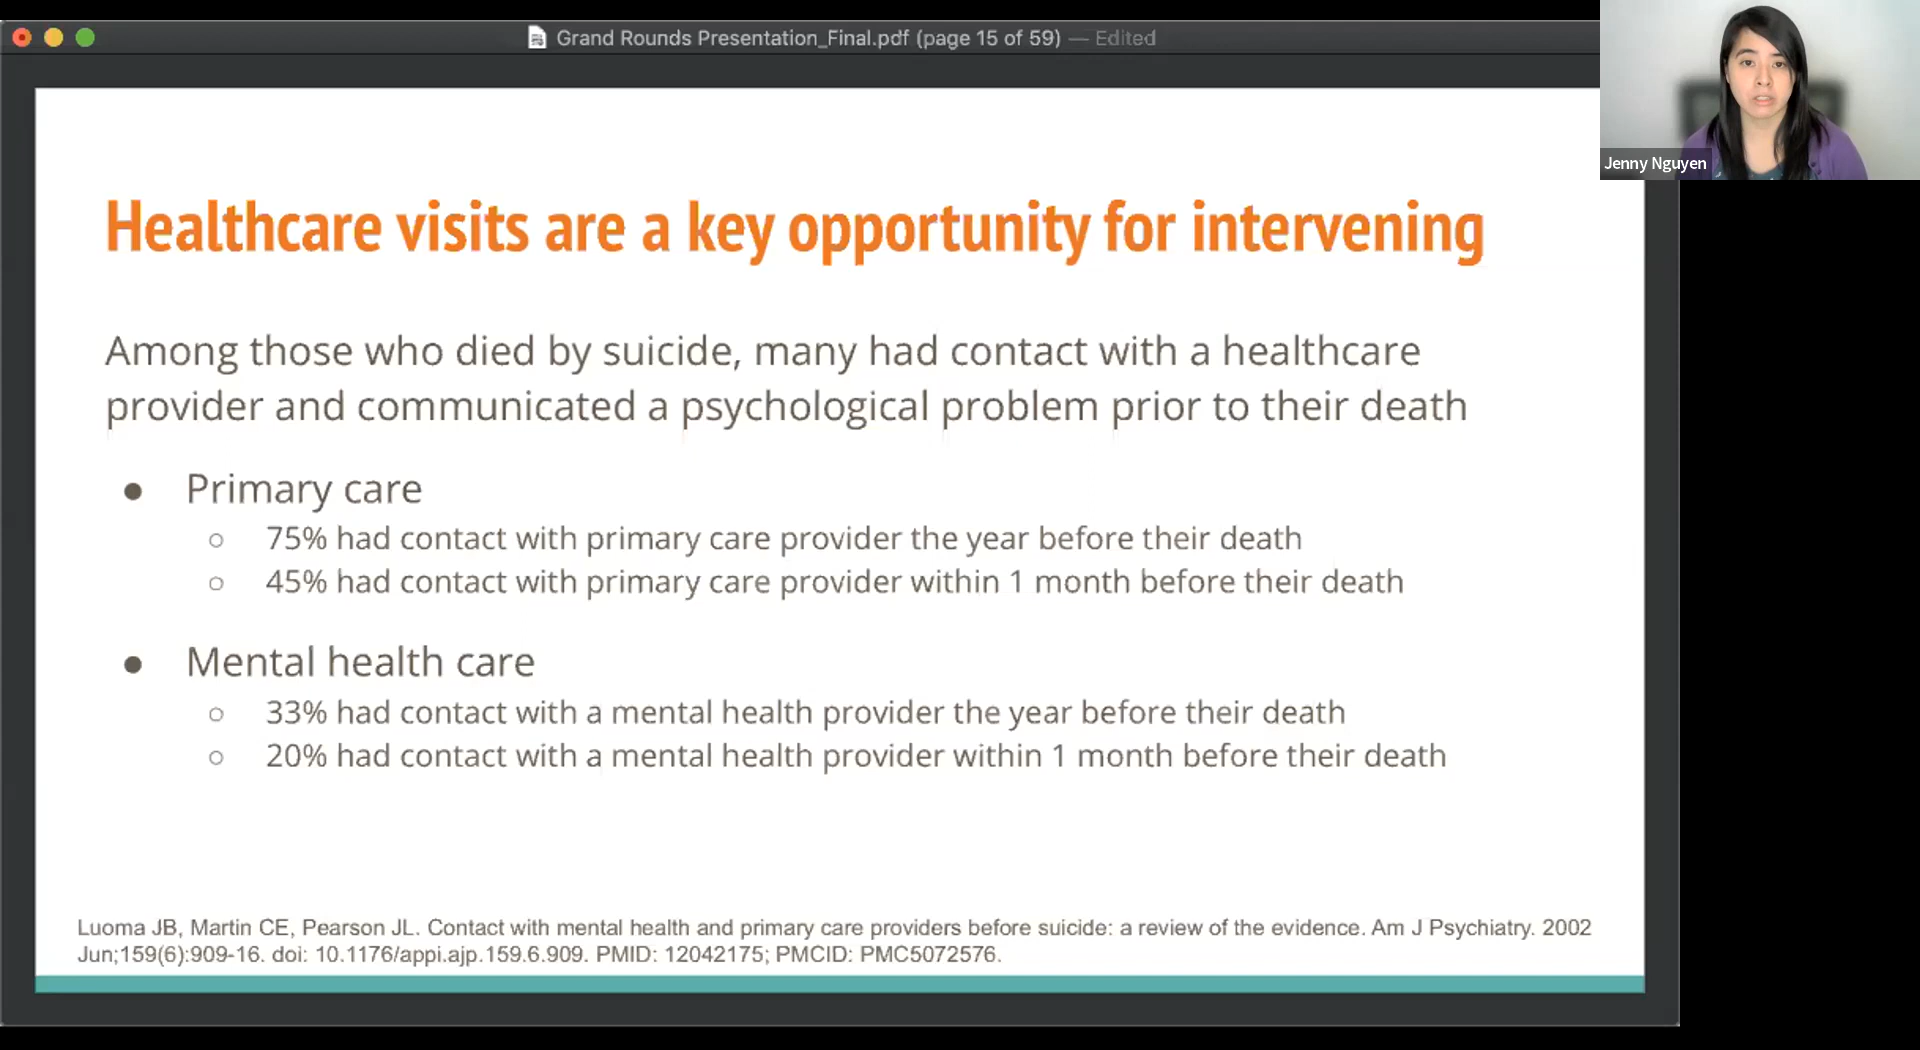 Grand Rounds Presentation_Final.pdf (page 15 of 59) — Edited
Jenny Nguyen
Healthcare visits are a key opportunity for intervening
Among those who died by suicide, many had contact with a healthcare
provider and communicated a psychological problem prior to their death
● Primary care
○ 75% had contact with primary care provider the year before their death
○ 45% had contact with primary care provider within 1 month before their death
● Mental health care
○ 33% had contact with a mental health provider the year before their death
○ 20% had contact with a mental health provider within 1 month before their death
Luoma JB, Martin CE, Pearson JL. Contact with mental health and primary care providers before suicide: a review of the evidence. Am J Psychiatry. 2002
Jun;159(6):909-16. doi: 10.1176/appi.ajp.159.6.909. PMID: 12042175; PMCID: PMC5072576.